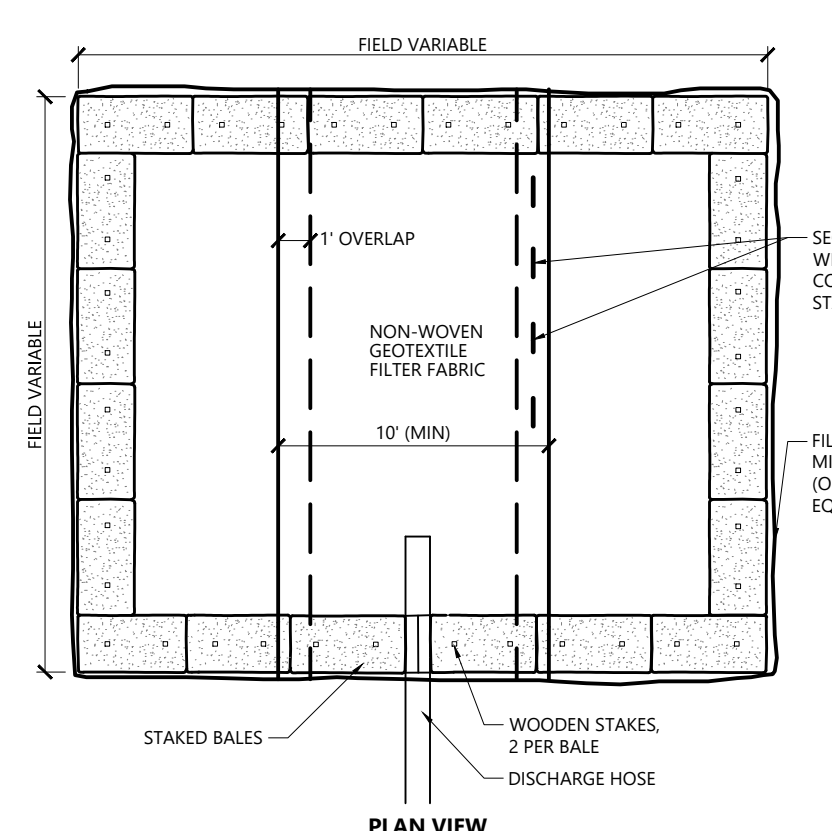 FIELD VARIABLE
1' OVERLAP
NON-WOVEN
GEOTEXTILE
FILTER FABRIC
FIELD VARIABLE
10' (MIN)
STAKED BALES
WOODEN STAKES,
2 PER BALE
DISCHARGE HOSE
PLAN VIEW